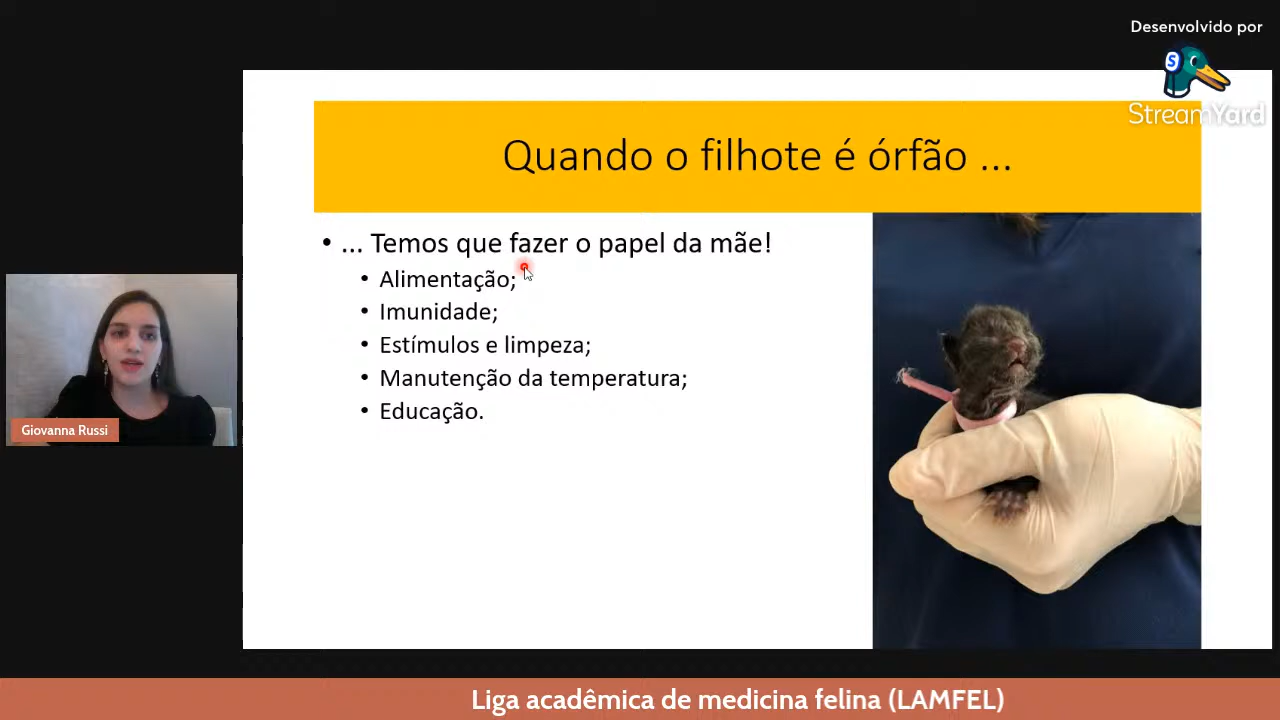 Desenvolvido por
S
StreamYard
Quando o filhote é órfão ...
• ... Temos que fazer o papel da mãe!
• Alimentação;
• Imunidade;
• Estímulos e limpeza;
• Manutenção da temperatura;
• Educação.
Giovanna Russi
Liga acadêmica de medicina felina (LAMFEL)